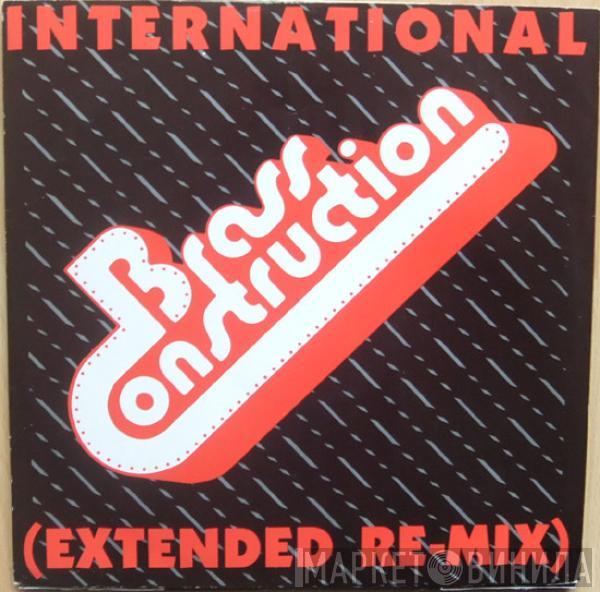 INTERNATIONAL
Brass
Construction
(EXTENDED RE-MIX)
МАРКЕТ ВИНИЛА